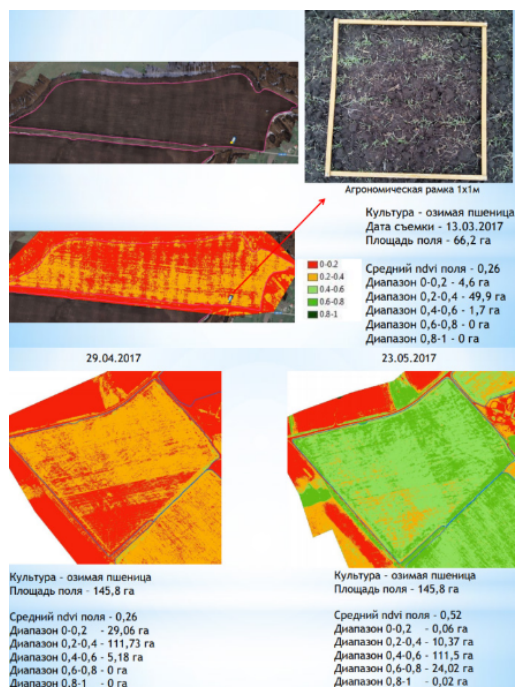 Агрономическая рамка 1х1м
Культура - озимая пшеница
Дата съемки - 13.03.2017
Площадь поля - 66,2 га
Средний ndvi поля - 0,26
Диапазон 0-0,2 - 4,6 га
Диапазон 0,2-0,4 - 49,9 га
Диапазон 0,4-0,6 - 1,7 га
Диапазон 0,6-0,8 - 0 га
Диапазон 0,8-1 - 0 га
0-0.2
0.2-0.4
0.4-0.6
0.6-0.8
0.8-1
29.04.2017
23.05.2017
Культура - озимая пшеница
Площадь поля - 145,8 га
Средний ndvi поля - 0,26
Диапазон 0-0,2 - 29,06 га
Диапазон 0,2-0,4 - 111,73 га
Диапазон 0,4-0,6 - 5,18 га
Диапазон 0,6-0,8 - 0 га
Диапазон 0,8-1 - 0 га
Культура - озимая пшеница
Площадь поля - 145,8 га
Средний ndvi поля - 0,52
Диапазон 0-0,2 - 0,06 га
Диапазон 0,2-0,4 - 10,37 га
Диапазон 0,4-0,6 - 111,5 га
Диапазон 0,6-0,8 - 24,02 га
Диапазон 0,8-1 - 0,02 га